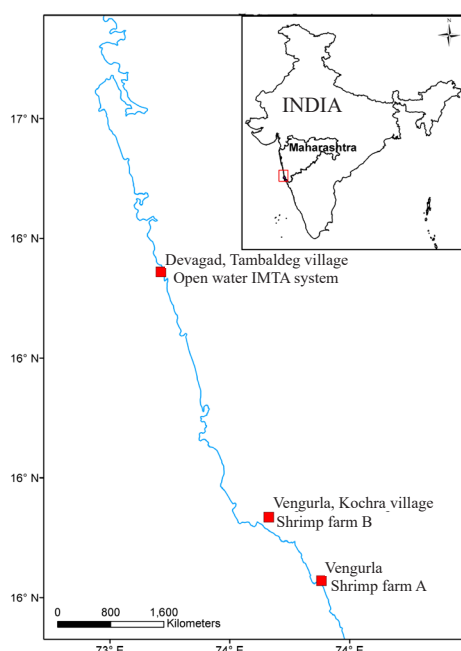 N
INDIA
Maharashtra
17° N
16° N
Devagad, Tambaldeg village
Open water IMTA system
16° N
16° N
Vengurla, Kochra village
Shrimp farm B
Vengurla
Shrimp farm A
16° N
0 800 1,600
Kilometers
73° E 74° E 74° E